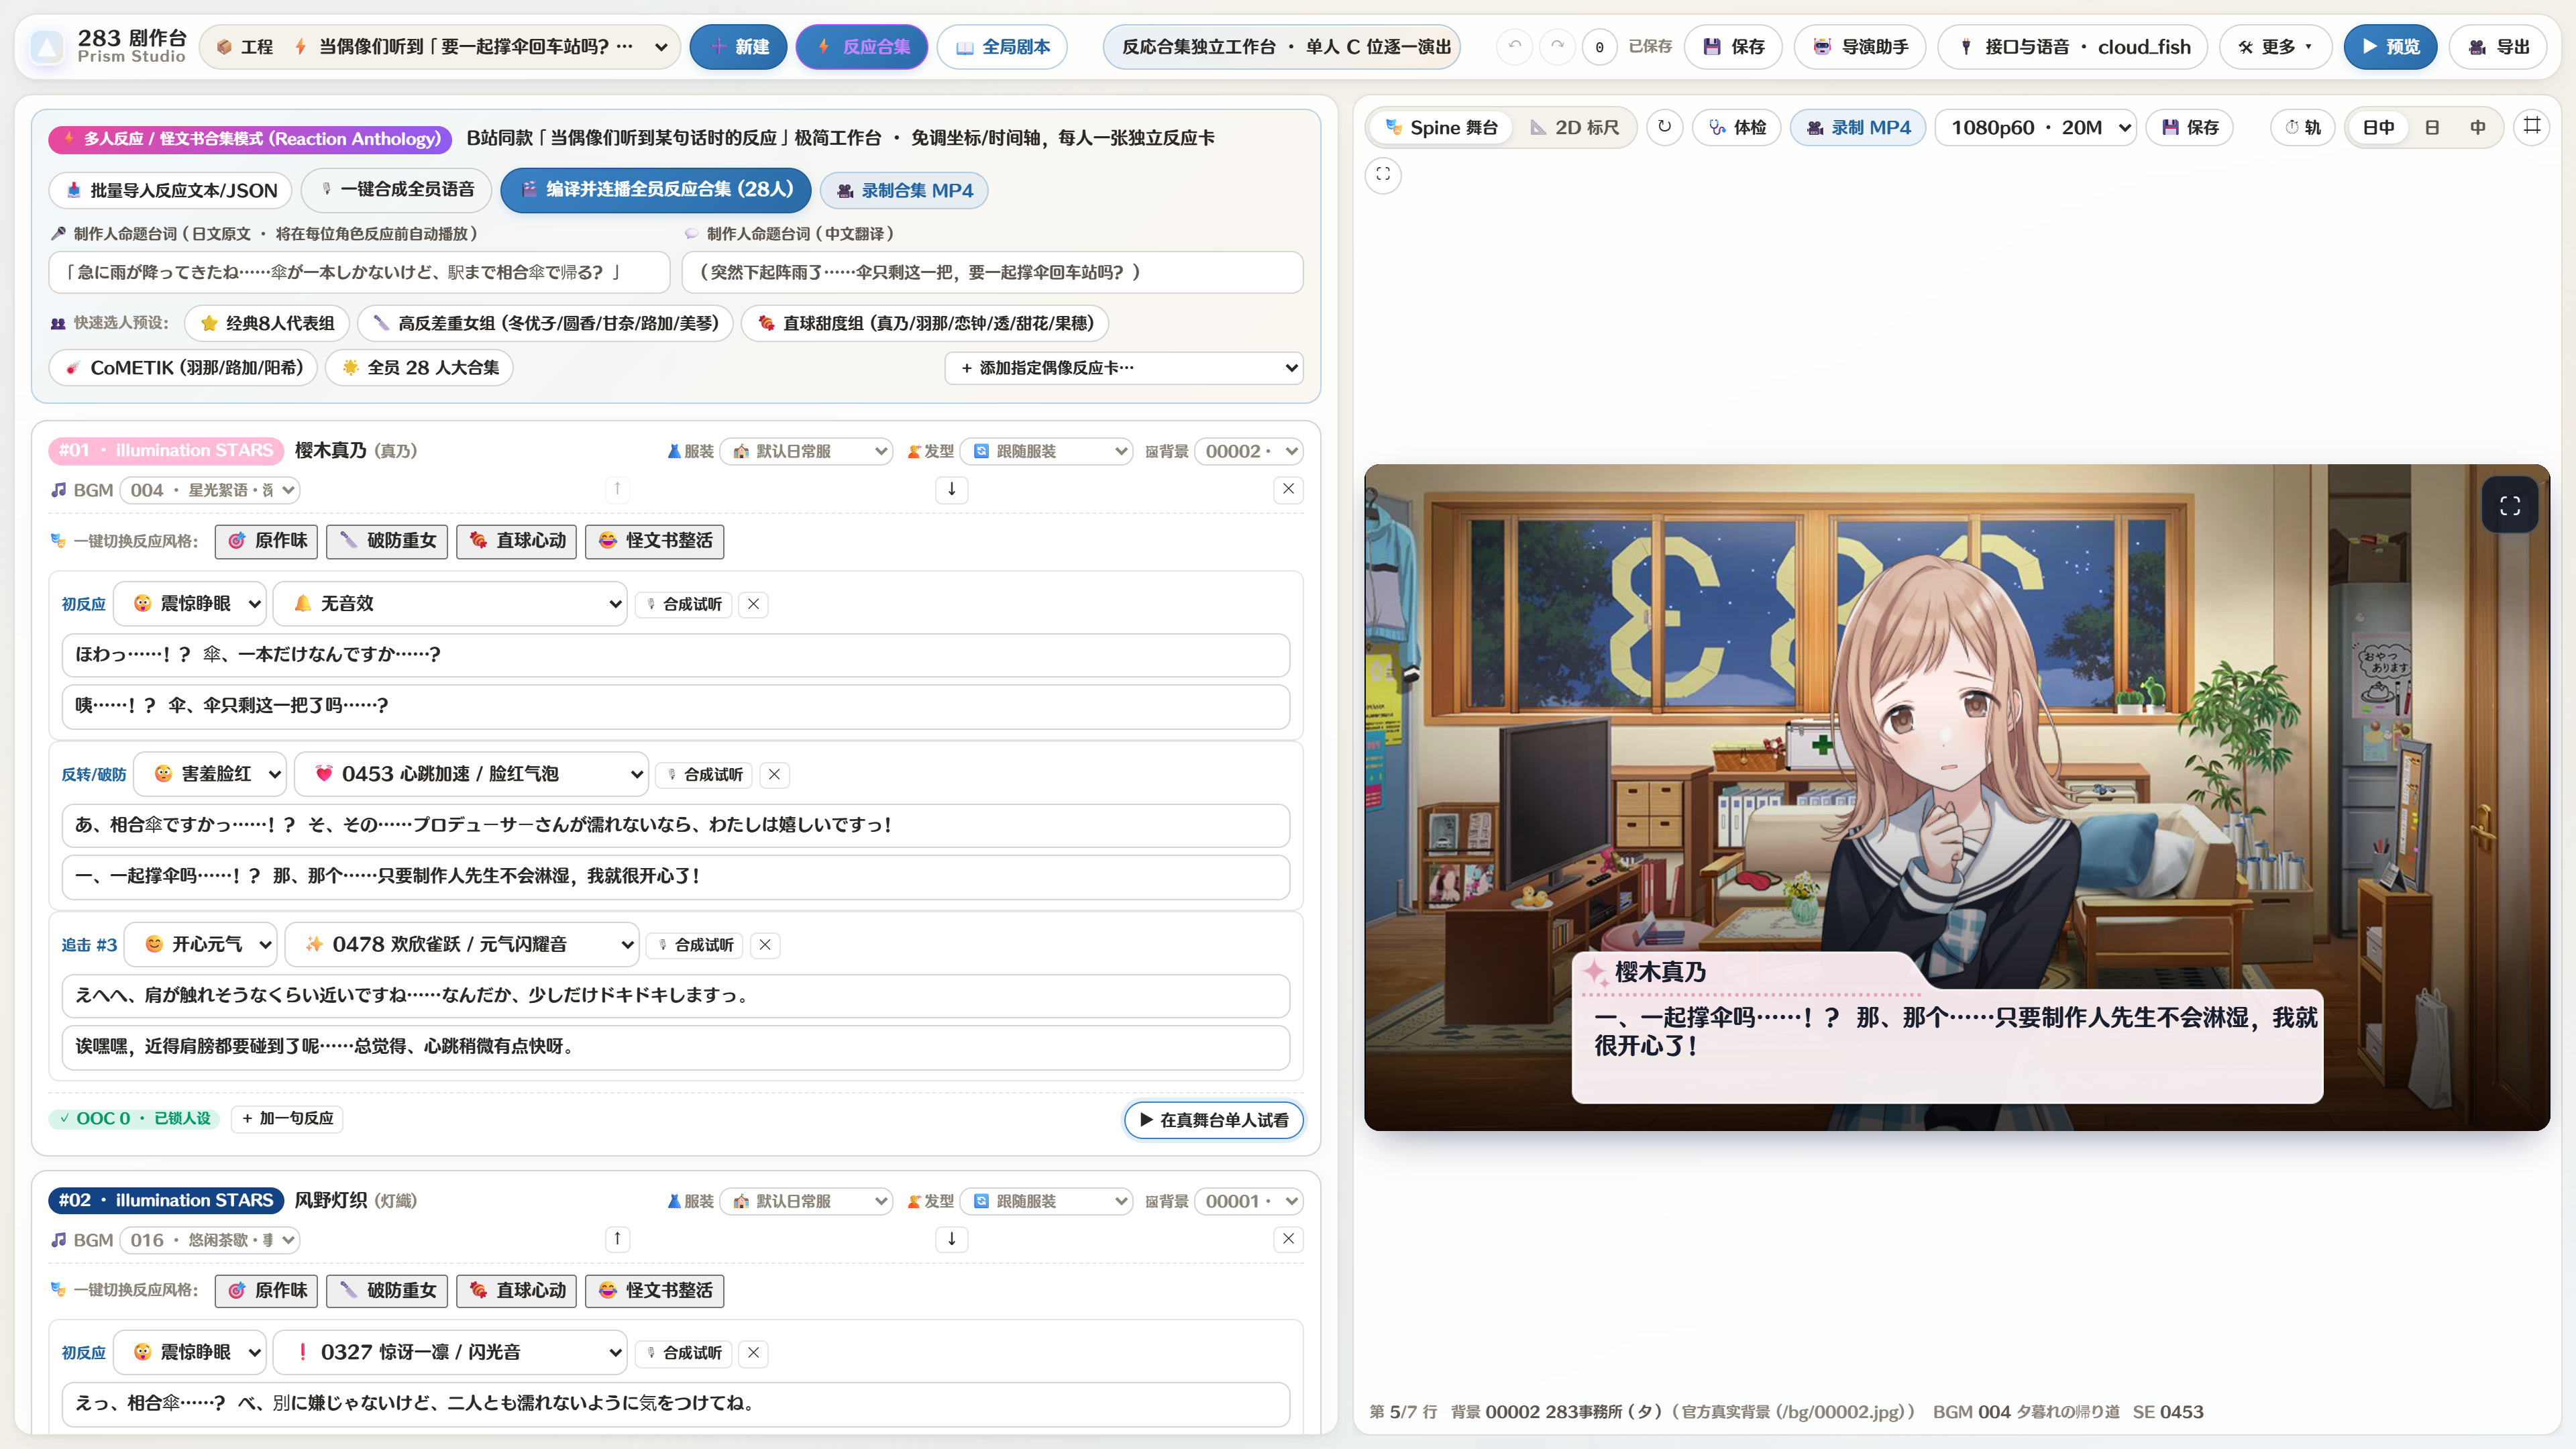 283 剧作台
Prism Studio
工程 当偶像们听到「要一起撑伞回车站吗？…
新建
反应合集
全局剧本
反应合集独立工作台 · 单人 C 位逐一演出
0
已保存
保存
导演助手
接口与语音 · cloud_fish
更多
预览
导出
多人反应 / 怪文书合集模式 (Reaction Anthology)
B站同款「当偶像们听到某句话时的反应」极简工作台 · 免调坐标/时间轴，每人一张独立反应卡
批量导入反应文本/JSON
一键合成全员语音
编译并连播全员反应合集 (28人)
录制合集 MP4
制作人命题台词（日文原文 · 将在每位角色反应前自动播放）
制作人命题台词（中文翻译）
「急に雨が降ってきたね……傘が一本しかないけど、駅まで相合傘で帰る？」
（突然下起阵雨了……伞只剩这一把，要一起撑伞回车站吗？）
快速选人预设：
经典8人代表组
高反差重女组 (冬优子/圆香/甘奈/路加/美琴)
直球甜度组 (真乃/羽那/恋钟/透/甜花/果穗)
CoMETIK (羽那/路加/阳希)
全员 28 人大合集
+ 添加指定偶像反应卡…
#01 · illumination STARS 樱木真乃 (真乃)
服装 默认日常服
发型 跟随服装
背景 00002 ·
BGM 004 · 星光絮语 ·
↑
↓
×
一键切换反应风格：
原作味
破防重女
直球心动
怪文书整活
初反应 震惊睁眼 无音效 合成试听 ×
ほわっ……！？ 傘、一本だけなんですか……？
咦……！？ 伞、伞只剩这一把了吗……？
反转/破防 害羞脸红 0453 心跳加速 / 脸红气泡 合成试听 ×
あ、相合傘ですかっ……！？ そ、その……プロデューサーさんが濡れないなら、わたしは嬉しいですっ！
一、一起撑伞吗……！？ 那、那个……只要制作人先生不会淋湿，我就很开心了！
追击 #3 开心元气 0478 欢欣雀跃 / 元气闪耀音 合成试听 ×
えへへ、肩が触れそうなくらい近いですね……なんだか、少しだけドキドキしますっ。
诶嘿嘿，近得肩膀都要碰到了呢……总觉得、心跳稍微有点快呀。
✓ OOC 0 · 已锁人设
+ 加一句反应
▶ 在真舞台单人试看
#02 · illumination STARS 风野灯织 (灯織)
服装 默认日常服
发型 跟随服装
背景 00001 ·
BGM 016 · 悠闲茶歇 ·
↑
↓
×
一键切换反应风格：
原作味
破防重女
直球心动
怪文书整活
初反应 震惊睁眼 0327 惊讶一凛 / 闪光音 合成试听 ×
えっ、相合傘……？ べ、別に嫌じゃないけど、二人とも濡れないように気をつけてね。
Spine 舞台
2D 标尺
体检
录制 MP4
1080p60 · 20M
保存
轨
日中
日
中
283
おやつ
あります
樱木真乃
一、一起撑伞吗……！？ 那、那个……只要制作人先生不会淋湿，我就
很开心了！
第 5/7 行 背景 00002 283事務所（夕）（官方真实背景 (/bg/00002.jpg)） BGM 004 夕暮れの帰り道 SE 0453